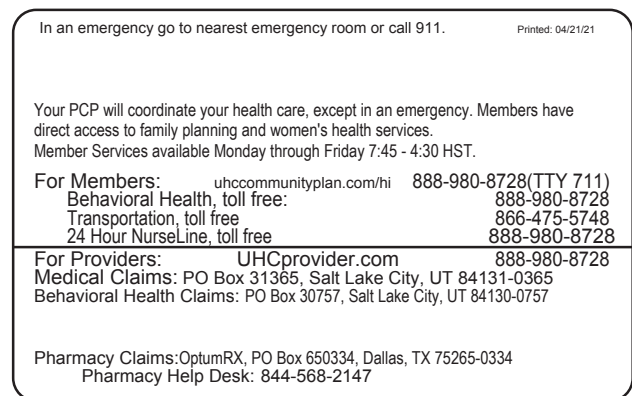 In an emergency go to nearest emergency room or call 911. Printed: 04/21/21
Your PCP will coordinate your health care, except in an emergency. Members have
direct access to family planning and women's health services.
Member Services available Monday through Friday 7:45 - 4:30 HST.
For Members: uhccommunityplan.com/hi 888-980-8728(TTY 711)
Behavioral Health, toll free: 888-980-8728
Transportation, toll free 866-475-5748
24 Hour NurseLine, toll free 888-980-8728
For Providers: UHCprovider.com 888-980-8728
Medical Claims: PO Box 31365, Salt Lake City, UT 84131-0365
Behavioral Health Claims: PO Box 30757, Salt Lake City, UT 84130-0757
Pharmacy Claims:OptumRX, PO Box 650334, Dallas, TX 75265-0334
Pharmacy Help Desk: 844-568-2147